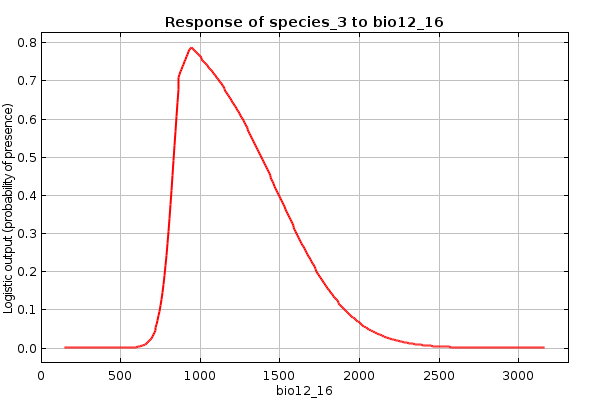 Response of species_3 to bio12_16
Logistic output (probability of presence)
0.8
0.7
0.6
0.5
0.4
0.3
0.2
0.1
0.0
0 500 1000 1500 2000 2500 3000
bio12_16